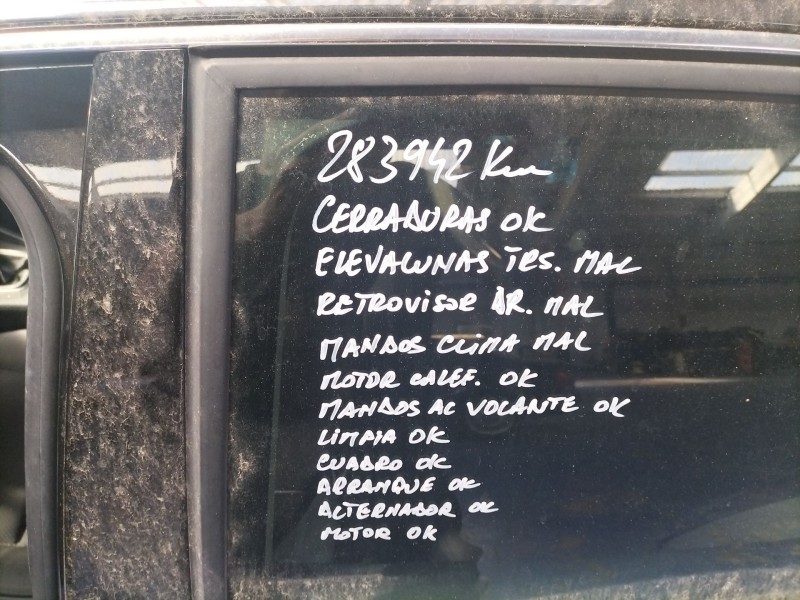 283942 Km
CERRADURAS OK
ELEVALUNAS TRS. MAL
RETROVISOR DR. MAL
MANDOS CLIMA MAL
MOTOR CALEF. OK
MANDOS AL VOLANTE OK
LIMPIA OK
CUADRO OK
ARRANQUE OK
ALTERNADOR OK
MOTOR OK